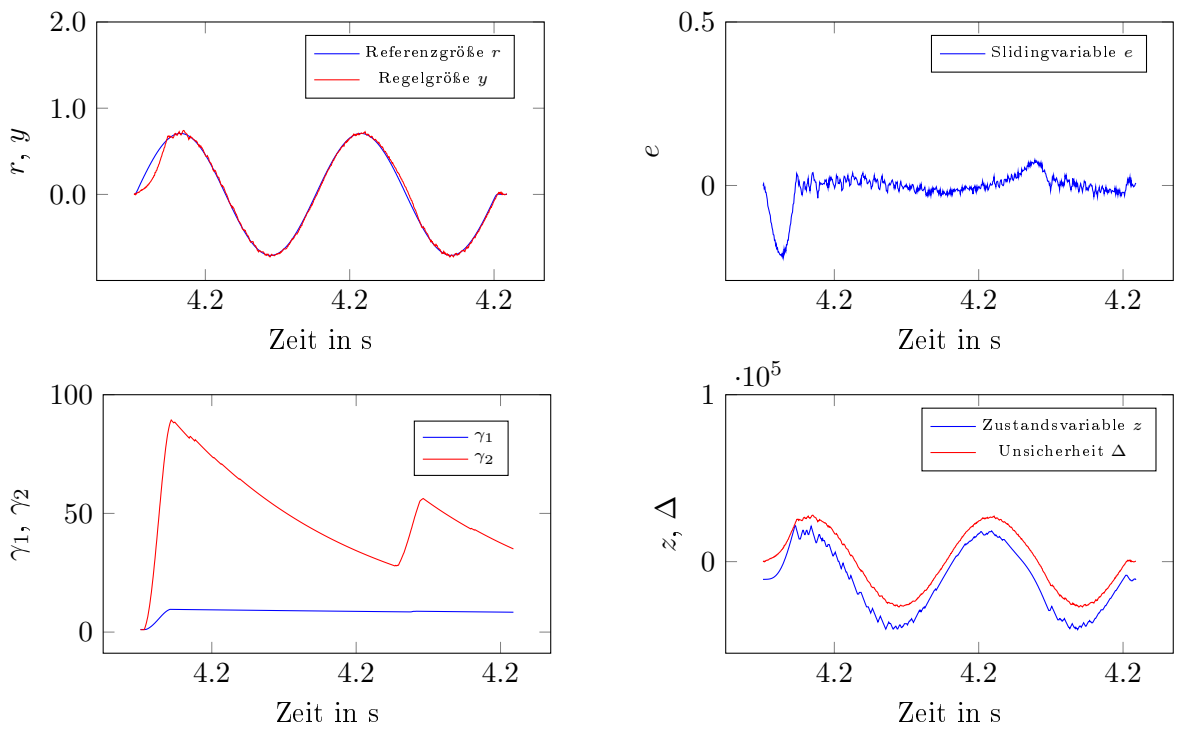 2.0
1.0
0.0
r, y
Referenzgröße r
Regelgröße y
4.2 4.2 4.2
Zeit in s
0.5
0
e
Slidingvariable e
4.2 4.2 4.2
Zeit in s
100
50
0
γ1, γ2
γ1
γ2
4.2 4.2 4.2
Zeit in s
·10^5
1
0
z, Δ
Zustandsvariable z
Unsicherheit Δ
4.2 4.2 4.2
Zeit in s